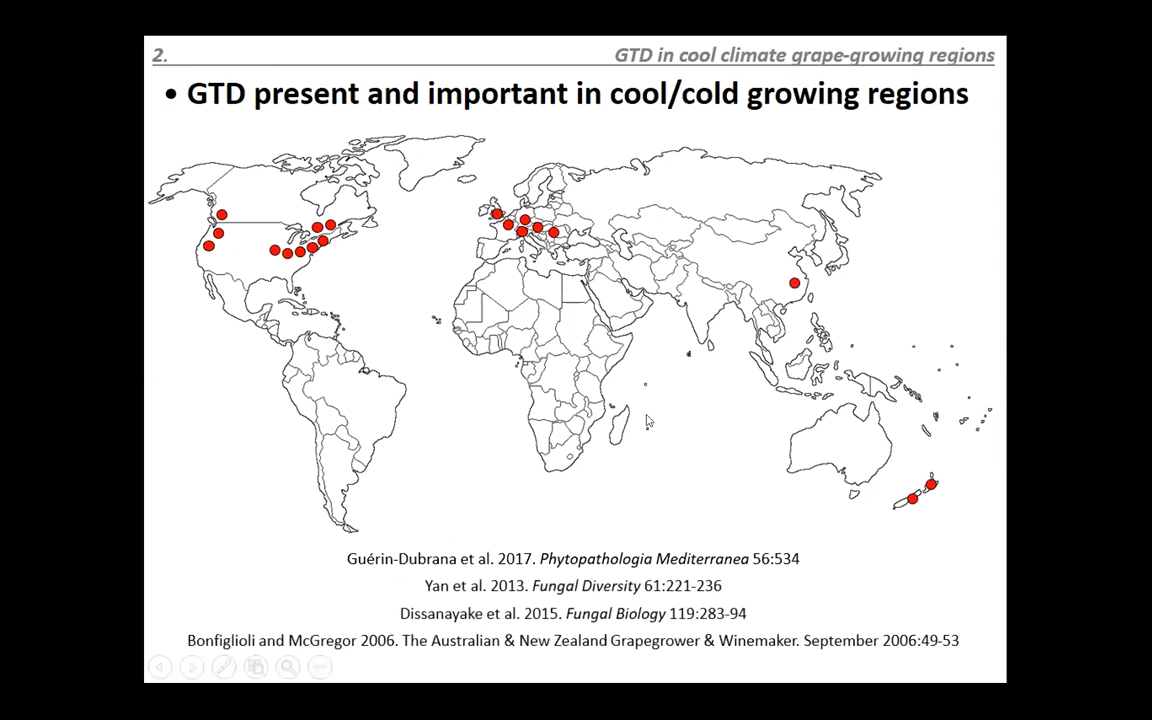 2.
GTD in cool climate grape-growing regions
• GTD present and important in cool/cold growing regions
Guérin-Dubrana et al. 2017. Phytopathologia Mediterranea 56:534
Yan et al. 2013. Fungal Diversity 61:221-236
Dissanayake et al. 2015. Fungal Biology 119:283-94
Bonfiglioli and McGregor 2006. The Australian & New Zealand Grapegrower & Winemaker. September 2006:49-53